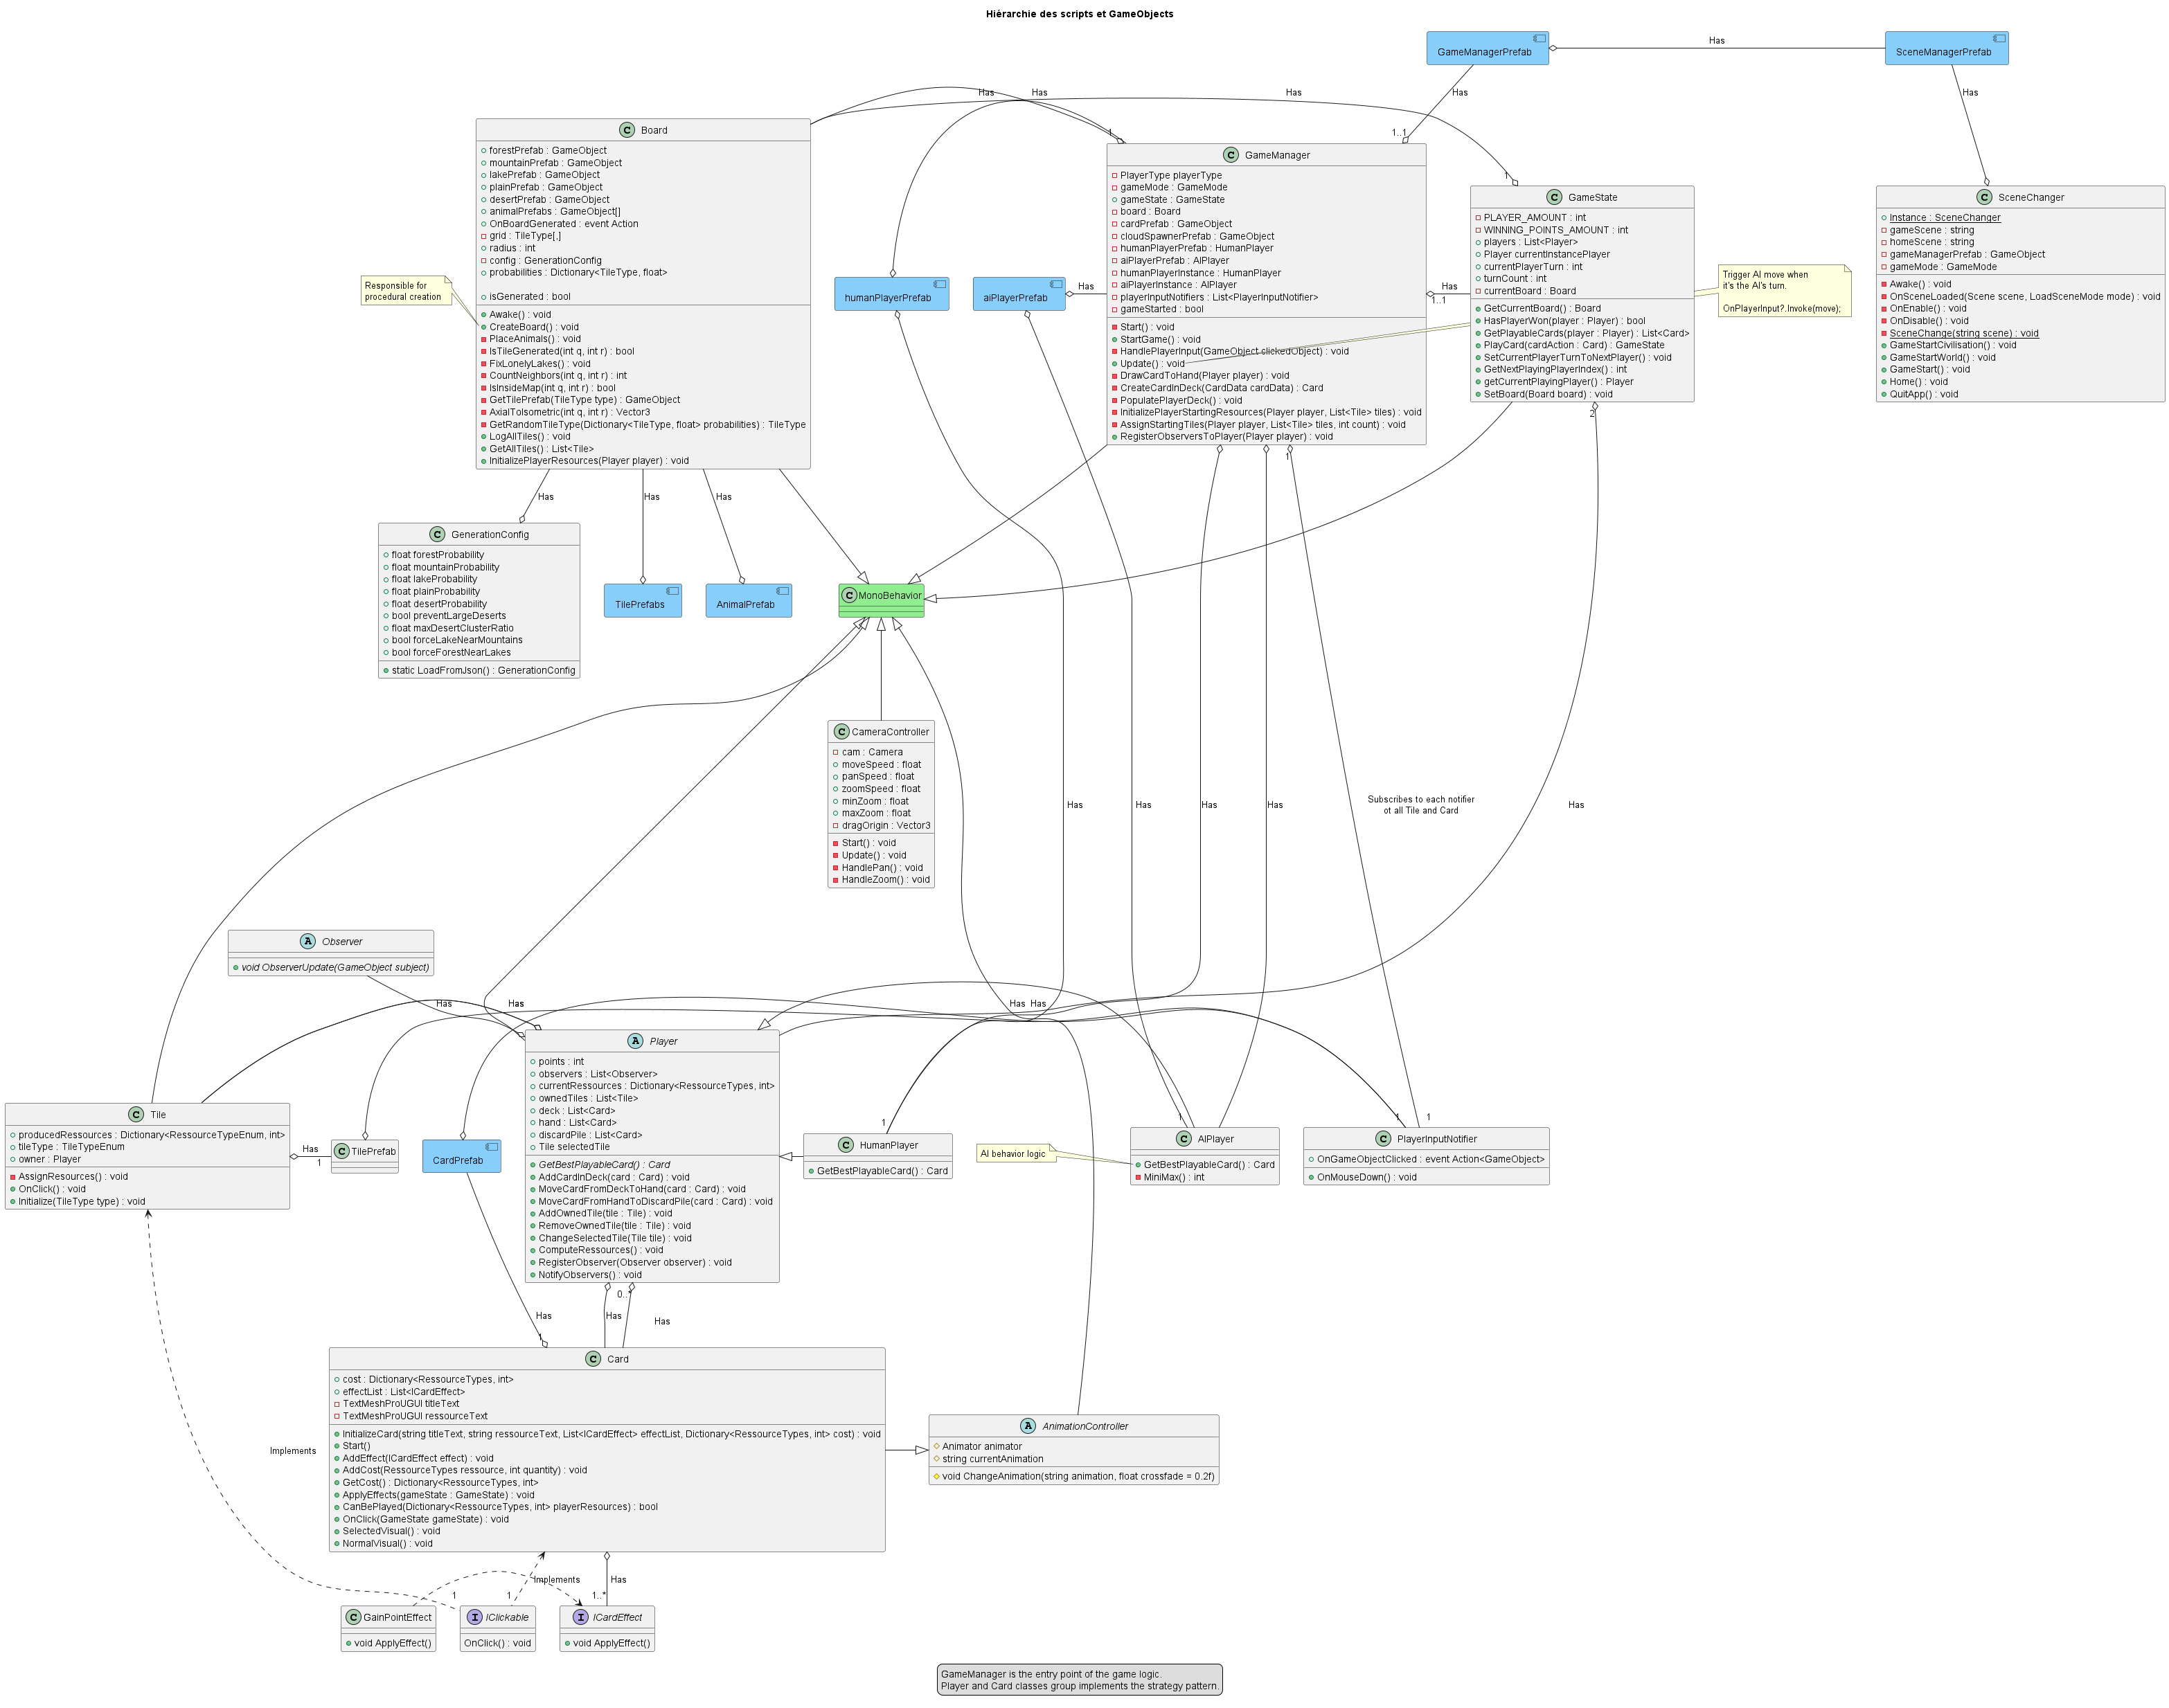 Hiérarchie des scripts et GameObjects
GameManagerPrefab
Has
SceneManagerPrefab
Has
Has
Has
Has
Has
1
1..1
1
Board
forestPrefab : GameObject
mountainPrefab : GameObject
lakePrefab : GameObject
plainPrefab : GameObject
desertPrefab : GameObject
animalPrefabs : GameObject[]
OnBoardGenerated : event Action
grid : TileType[,]
radius : int
config : GenerationConfig
probabilities : Dictionary<TileType, float>
isGenerated : bool
Awake() : void
CreateBoard() : void
PlaceAnimals() : void
IsTileGenerated(int q, int r) : bool
FixLonelyLakes() : void
CountNeighbors(int q, int r) : int
IsInsideMap(int q, int r) : bool
GetTilePrefab(TileType type) : GameObject
AxialToIsometric(int q, int r) : Vector3
GetRandomTileType(Dictionary<TileType, float> probabilities) : TileType
LogAllTiles() : void
GetAllTiles() : List<Tile>
InitializePlayerResources(Player player) : void
Responsible for
procedural creation
humanPlayerPrefab
aiPlayerPrefab
Has
GameManager
PlayerType playerType
gameMode : GameMode
gameState : GameState
board : Board
cardPrefab : GameObject
cloudSpawnerPrefab : GameObject
humanPlayerPrefab : HumanPlayer
aiPlayerPrefab : AIPlayer
humanPlayerInstance : HumanPlayer
aiPlayerInstance : AIPlayer
playerInputNotifiers : List<PlayerInputNotifier>
gameStarted : bool
Start() : void
StartGame() : void
HandlePlayerInput(GameObject clickedObject) : void
Update() : void
DrawCardToHand(Player player) : void
CreateCardInDeck(CardData cardData) : Card
PopulatePlayerDeck() : void
InitializePlayerStartingResources(Player player, List<Tile> tiles) : void
AssignStartingTiles(Player player, List<Tile> tiles, int count) : void
RegisterObserversToPlayer(Player player) : void
Has
1..1
GameState
PLAYER_AMOUNT : int
WINNING_POINTS_AMOUNT : int
players : List<Player>
Player currentInstancePlayer
currentPlayerTurn : int
turnCount : int
currentBoard : Board
GetCurrentBoard() : Board
HasPlayerWon(player : Player) : bool
GetPlayableCards(player : Player) : List<Card>
PlayCard(cardAction : Card) : GameState
SetCurrentPlayerTurnToNextPlayer() : void
GetNextPlayingPlayerIndex() : int
getCurrentPlayingPlayer() : Player
SetBoard(Board board) : void
Trigger AI move when
it's the AI's turn.
OnPlayerInput?.Invoke(move);
SceneChanger
Instance : SceneChanger
gameScene : string
homeScene : string
gameManagerPrefab : GameObject
gameMode : GameMode
Awake() : void
OnSceneLoaded(Scene scene, LoadSceneMode mode) : void
OnEnable() : void
OnDisable() : void
SceneChange(string scene) : void
GameStartCivilisation() : void
GameStartWorld() : void
GameStart() : void
Home() : void
QuitApp() : void
2
1
Has
Has
Has
GenerationConfig
float forestProbability
float mountainProbability
float lakeProbability
float plainProbability
float desertProbability
bool preventLargeDeserts
float maxDesertClusterRatio
bool forceLakeNearMountains
bool forceForestNearLakes
static LoadFromJson() : GenerationConfig
TilePrefabs
AnimalPrefab
MonoBehavior
CameraController
cam : Camera
moveSpeed : float
panSpeed : float
zoomSpeed : float
minZoom : float
maxZoom : float
dragOrigin : Vector3
Start() : void
Update() : void
HandlePan() : void
HandleZoom() : void
Has
Has
Has
Has
Subscribes to each notifier
ot all Tile and Card
Has
Observer
void ObserverUpdate(GameObject subject)
Has
Has
Has
Has
Tile
producedRessources : Dictionary<RessourceTypeEnum, int>
tileType : TileTypeEnum
owner : Player
AssignResources() : void
OnClick() : void
Initialize(TileType type) : void
Has
1
TilePrefab
CardPrefab
Player
points : int
observers : List<Observer>
currentRessources : Dictionary<RessourceTypes, int>
ownedTiles : List<Tile>
deck : List<Card>
hand : List<Card>
discardPile : List<Card>
Tile selectedTile
GetBestPlayableCard() : Card
AddCardInDeck(card : Card) : void
MoveCardFromDeckToHand(card : Card) : void
MoveCardFromHandToDiscardPile(card : Card) : void
AddOwnedTile(tile : Tile) : void
RemoveOwnedTile(tile : Tile) : void
ChangeSelectedTile(Tile tile) : void
ComputeRessources() : void
RegisterObserver(Observer observer) : void
NotifyObservers() : void
1
HumanPlayer
GetBestPlayableCard() : Card
AI behavior logic
1
AIPlayer
GetBestPlayableCard() : Card
MiniMax() : int
1
1
PlayerInputNotifier
OnGameObjectClicked : event Action<GameObject>
OnMouseDown() : void
0..*
Has
Has
Has
1
Card
cost : Dictionary<RessourceTypes, int>
effectList : List<ICardEffect>
TextMeshProUGUI titleText
TextMeshProUGUI ressourceText
InitializeCard(string titleText, string ressourceText, List<ICardEffect> effectList, Dictionary<RessourceTypes, int> cost) : void
Start()
AddEffect(ICardEffect effect) : void
AddCost(RessourceTypes ressource, int quantity) : void
GetCost() : Dictionary<RessourceTypes, int>
ApplyEffects(gameState : GameState) : void
CanBePlayed(Dictionary<RessourceTypes, int> playerResources) : bool
OnClick(GameState gameState) : void
SelectedVisual() : void
NormalVisual() : void
AnimationController
Animator animator
string currentAnimation
void ChangeAnimation(string animation, float crossfade = 0.2f)
Implements
Implements
Has
1
1
1..*
GainPointEffect
void ApplyEffect()
IClickable
OnClick() : void
ICardEffect
void ApplyEffect()
GameManager is the entry point of the game logic.
Player and Card classes group implements the strategy pattern.